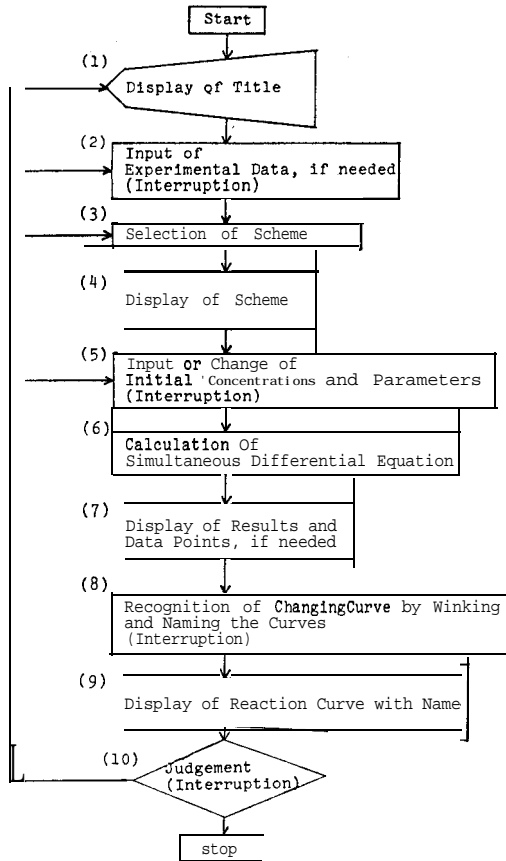 Start
(1)
Display of Title
(2)
Input of
Experimental Data, if needed
(Interruption)
(3)
Selection of Scheme
(4)
Display of Scheme
(5)
Input or Change of
Initial 'Concentrations and Parameters
(Interruption)
(6)
Calculation Of
Simultaneous Differential Equation
(7)
Display of Results and
Data Points, if needed
(8)
Recognition of ChangingCurve by Winking
and Naming the Curves
(Interruption)
(9)
Display of Reaction Curve with Name
(10)
Judgement
(Interruption)
stop